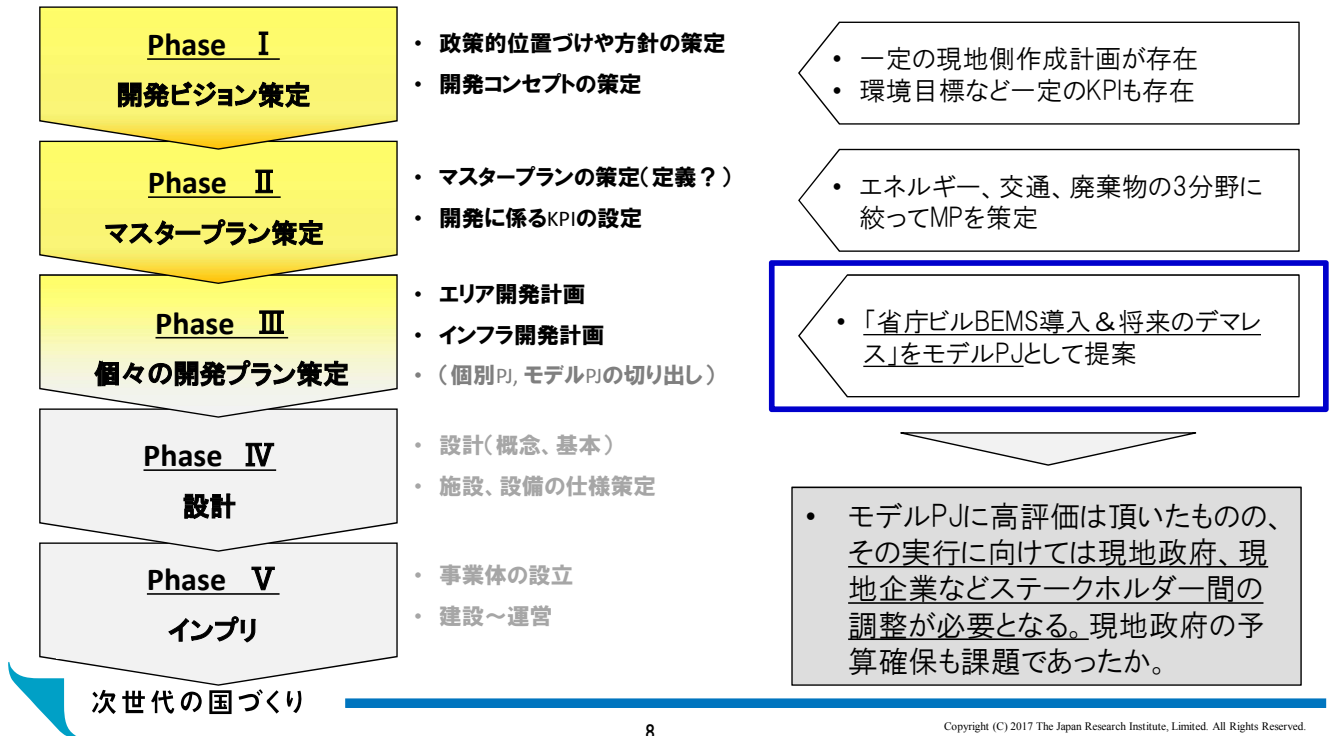 Phase Ⅰ
開発ビジョン策定
・ 政策的位置づけや方針の策定
・ 開発コンセプトの策定
• 一定の現地側作成計画が存在
• 環境目標など一定のKPIも存在
Phase Ⅱ
マスタープラン策定
・ マスタープランの策定(定義?)
・ 開発に係るKPIの設定
• エネルギー、交通、廃棄物の3分野に
絞ってMPを策定
Phase Ⅲ
個々の開発プラン策定
・ エリア開発計画
・ インフラ開発計画
・ (個別PJ, モデルPJの切り出し)
• 「省庁ビルBEMS導入&将来のデマレ
ス」をモデルPJとして提案
Phase Ⅳ
設計
・ 設計(概念、基本)
・ 施設、設備の仕様策定
Phase Ⅴ
インプリ
・ 事業体の設立
・ 建設~運営
• モデルPJに高評価は頂いたものの、
その実行に向けては現地政府、現
地企業などステークホルダー間の
調整が必要となる。現地政府の予
算確保も課題であったか。
次世代の国づくり
8
Copyright (C) 2017 The Japan Research Institute, Limited. All Rights Reserved.